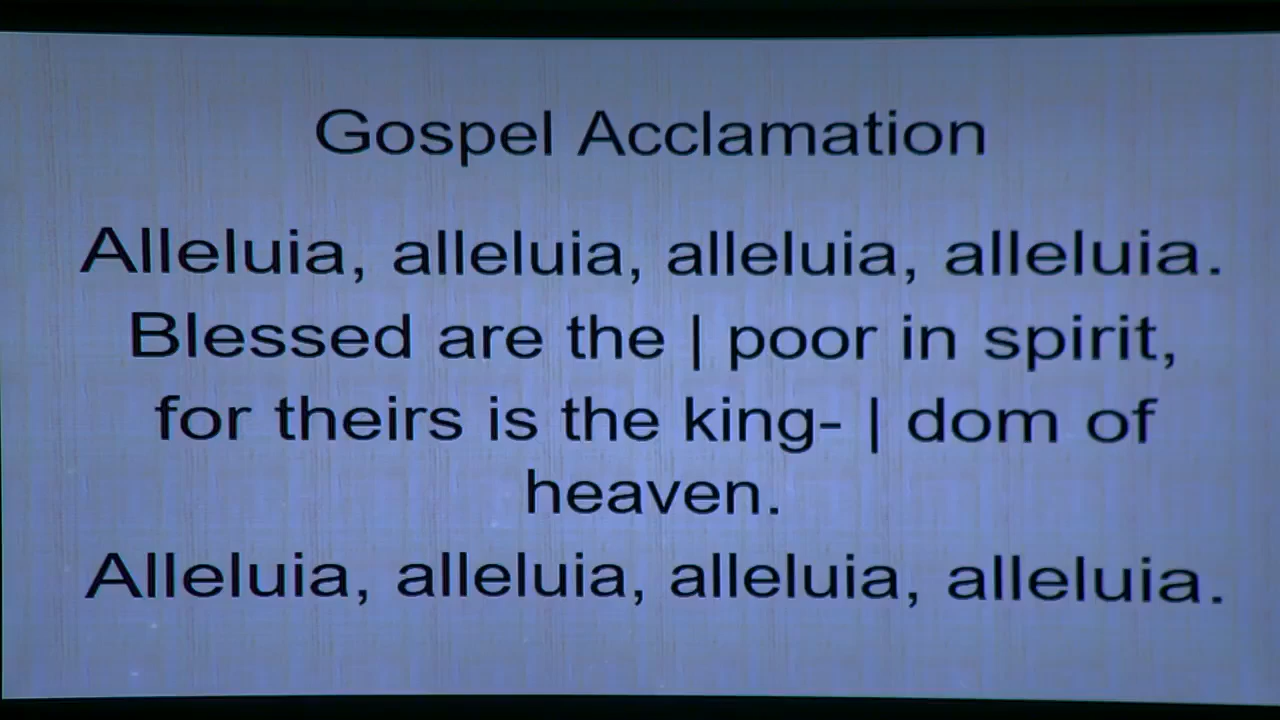 Gospel Acclamation
Alleluia, alleluia, alleluia, alleluia.
Blessed are the | poor in spirit,
for theirs is the king- | dom of
heaven.
Alleluia, alleluia, alleluia, alleluia.